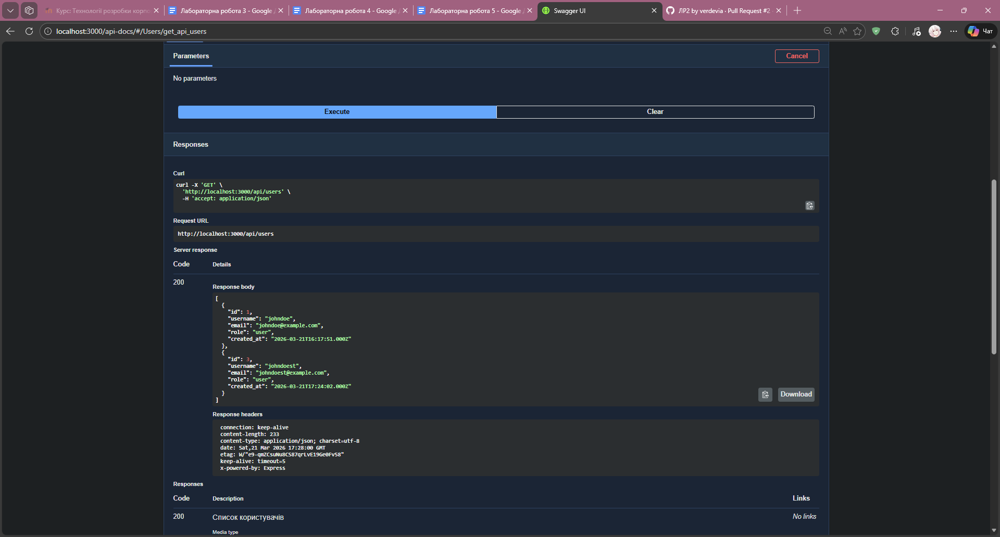 Курс: Технології розробки корпо
Лабораторна робота 3 - Google
Лабораторна робота 4 - Google
Лабораторна робота 5 - Google
Swagger UI
ЛР2 by verdevia · Pull Request #2
localhost:3000/api-docs/#/Users/get_api_users
Чат
Parameters
Cancel
No parameters
Execute
Clear
Responses
Curl
curl -X 'GET' \
'http://localhost:3000/api/users' \
-H 'accept: application/json'
Request URL
http://localhost:3000/api/users
Server response
Code Details
200
Response body
[
{
"id": 1,
"username": "johndoe",
"email": "johndoe@example.com",
"role": "user",
"created_at": "2026-03-21T16:17:51.000Z"
},
{
"id": 3,
"username": "johndoest",
"email": "johndoest@example.com",
"role": "user",
"created_at": "2026-03-21T17:24:02.000Z"
}
]
Download
Response headers
connection: keep-alive
content-length: 233
content-type: application/json; charset=utf-8
date: Sat,21 Mar 2026 17:28:00 GMT
etag: W/"e9-qmZCsuNu8CS87qrLvE19Ge0Fv58"
keep-alive: timeout=5
x-powered-by: Express
Responses
Code Description Links
200 Список користувачів No links
Media type